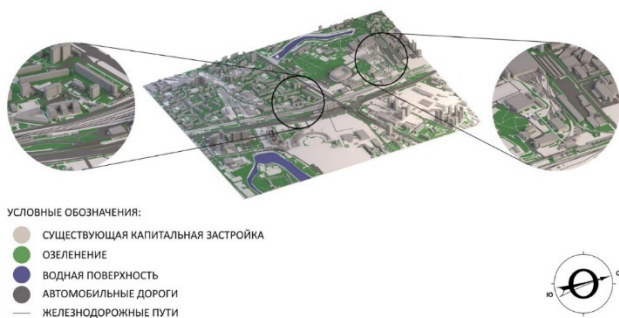 УСЛОВНЫЕ ОБОЗНАЧЕНИЯ:
СУЩЕСТВУЮЩАЯ КАПИТАЛЬНАЯ ЗАСТРОЙКА
ОЗЕЛЕНЕНИЕ
ВОДНАЯ ПОВЕРХНОСТЬ
АВТОМОБИЛЬНЫЕ ДОРОГИ
ЖЕЛЕЗНОДОРОЖНЫЕ ПУТИ
С
Ю